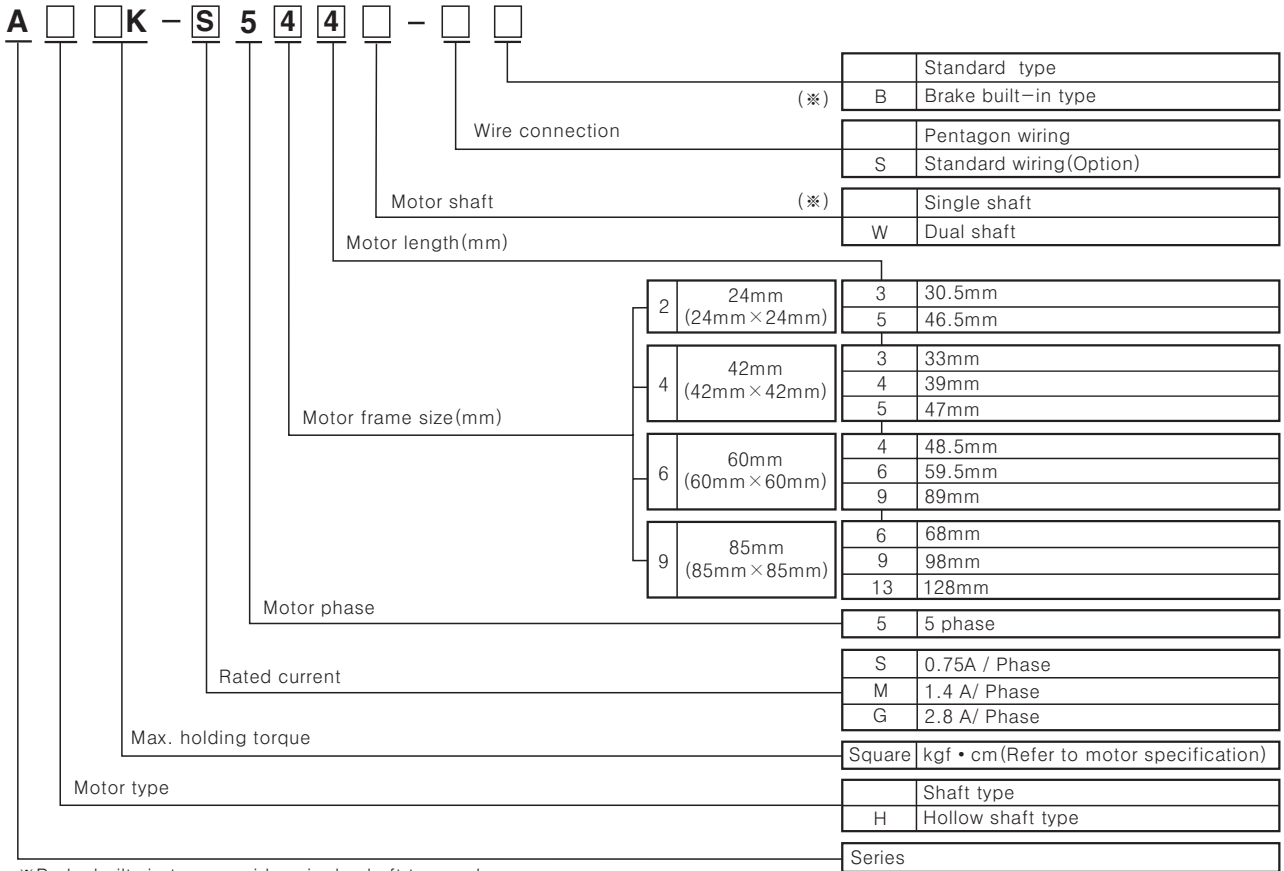 A □ □K - S 5 4 4 □ - □ □
Standard type
(※) B Brake built-in type
Wire connection
Pentagon wiring
S Standard wiring(Option)
Motor shaft (※) Single shaft
W Dual shaft
Motor length(mm)
2 24mm (24mm×24mm)
3 30.5mm
5 46.5mm
4 42mm (42mm×42mm)
3 33mm
4 39mm
5 47mm
Motor frame size(mm)
6 60mm (60mm×60mm)
4 48.5mm
6 59.5mm
9 89mm
9 85mm (85mm×85mm)
6 68mm
9 98mm
13 128mm
Motor phase
5 5 phase
Rated current
S 0.75A / Phase
M 1.4 A/ Phase
G 2.8 A/ Phase
Max. holding torque
Square kgf • cm(Refer to motor specification)
Motor type
Shaft type
H Hollow shaft type
Series